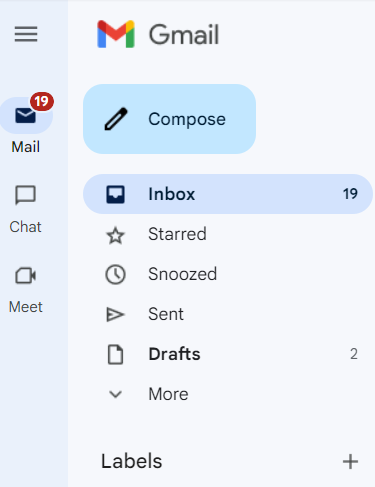 Gmail
19
Mail
Compose
Inbox 19
Starred
Chat
Snoozed
Meet
Sent
Drafts 2
More
Labels +